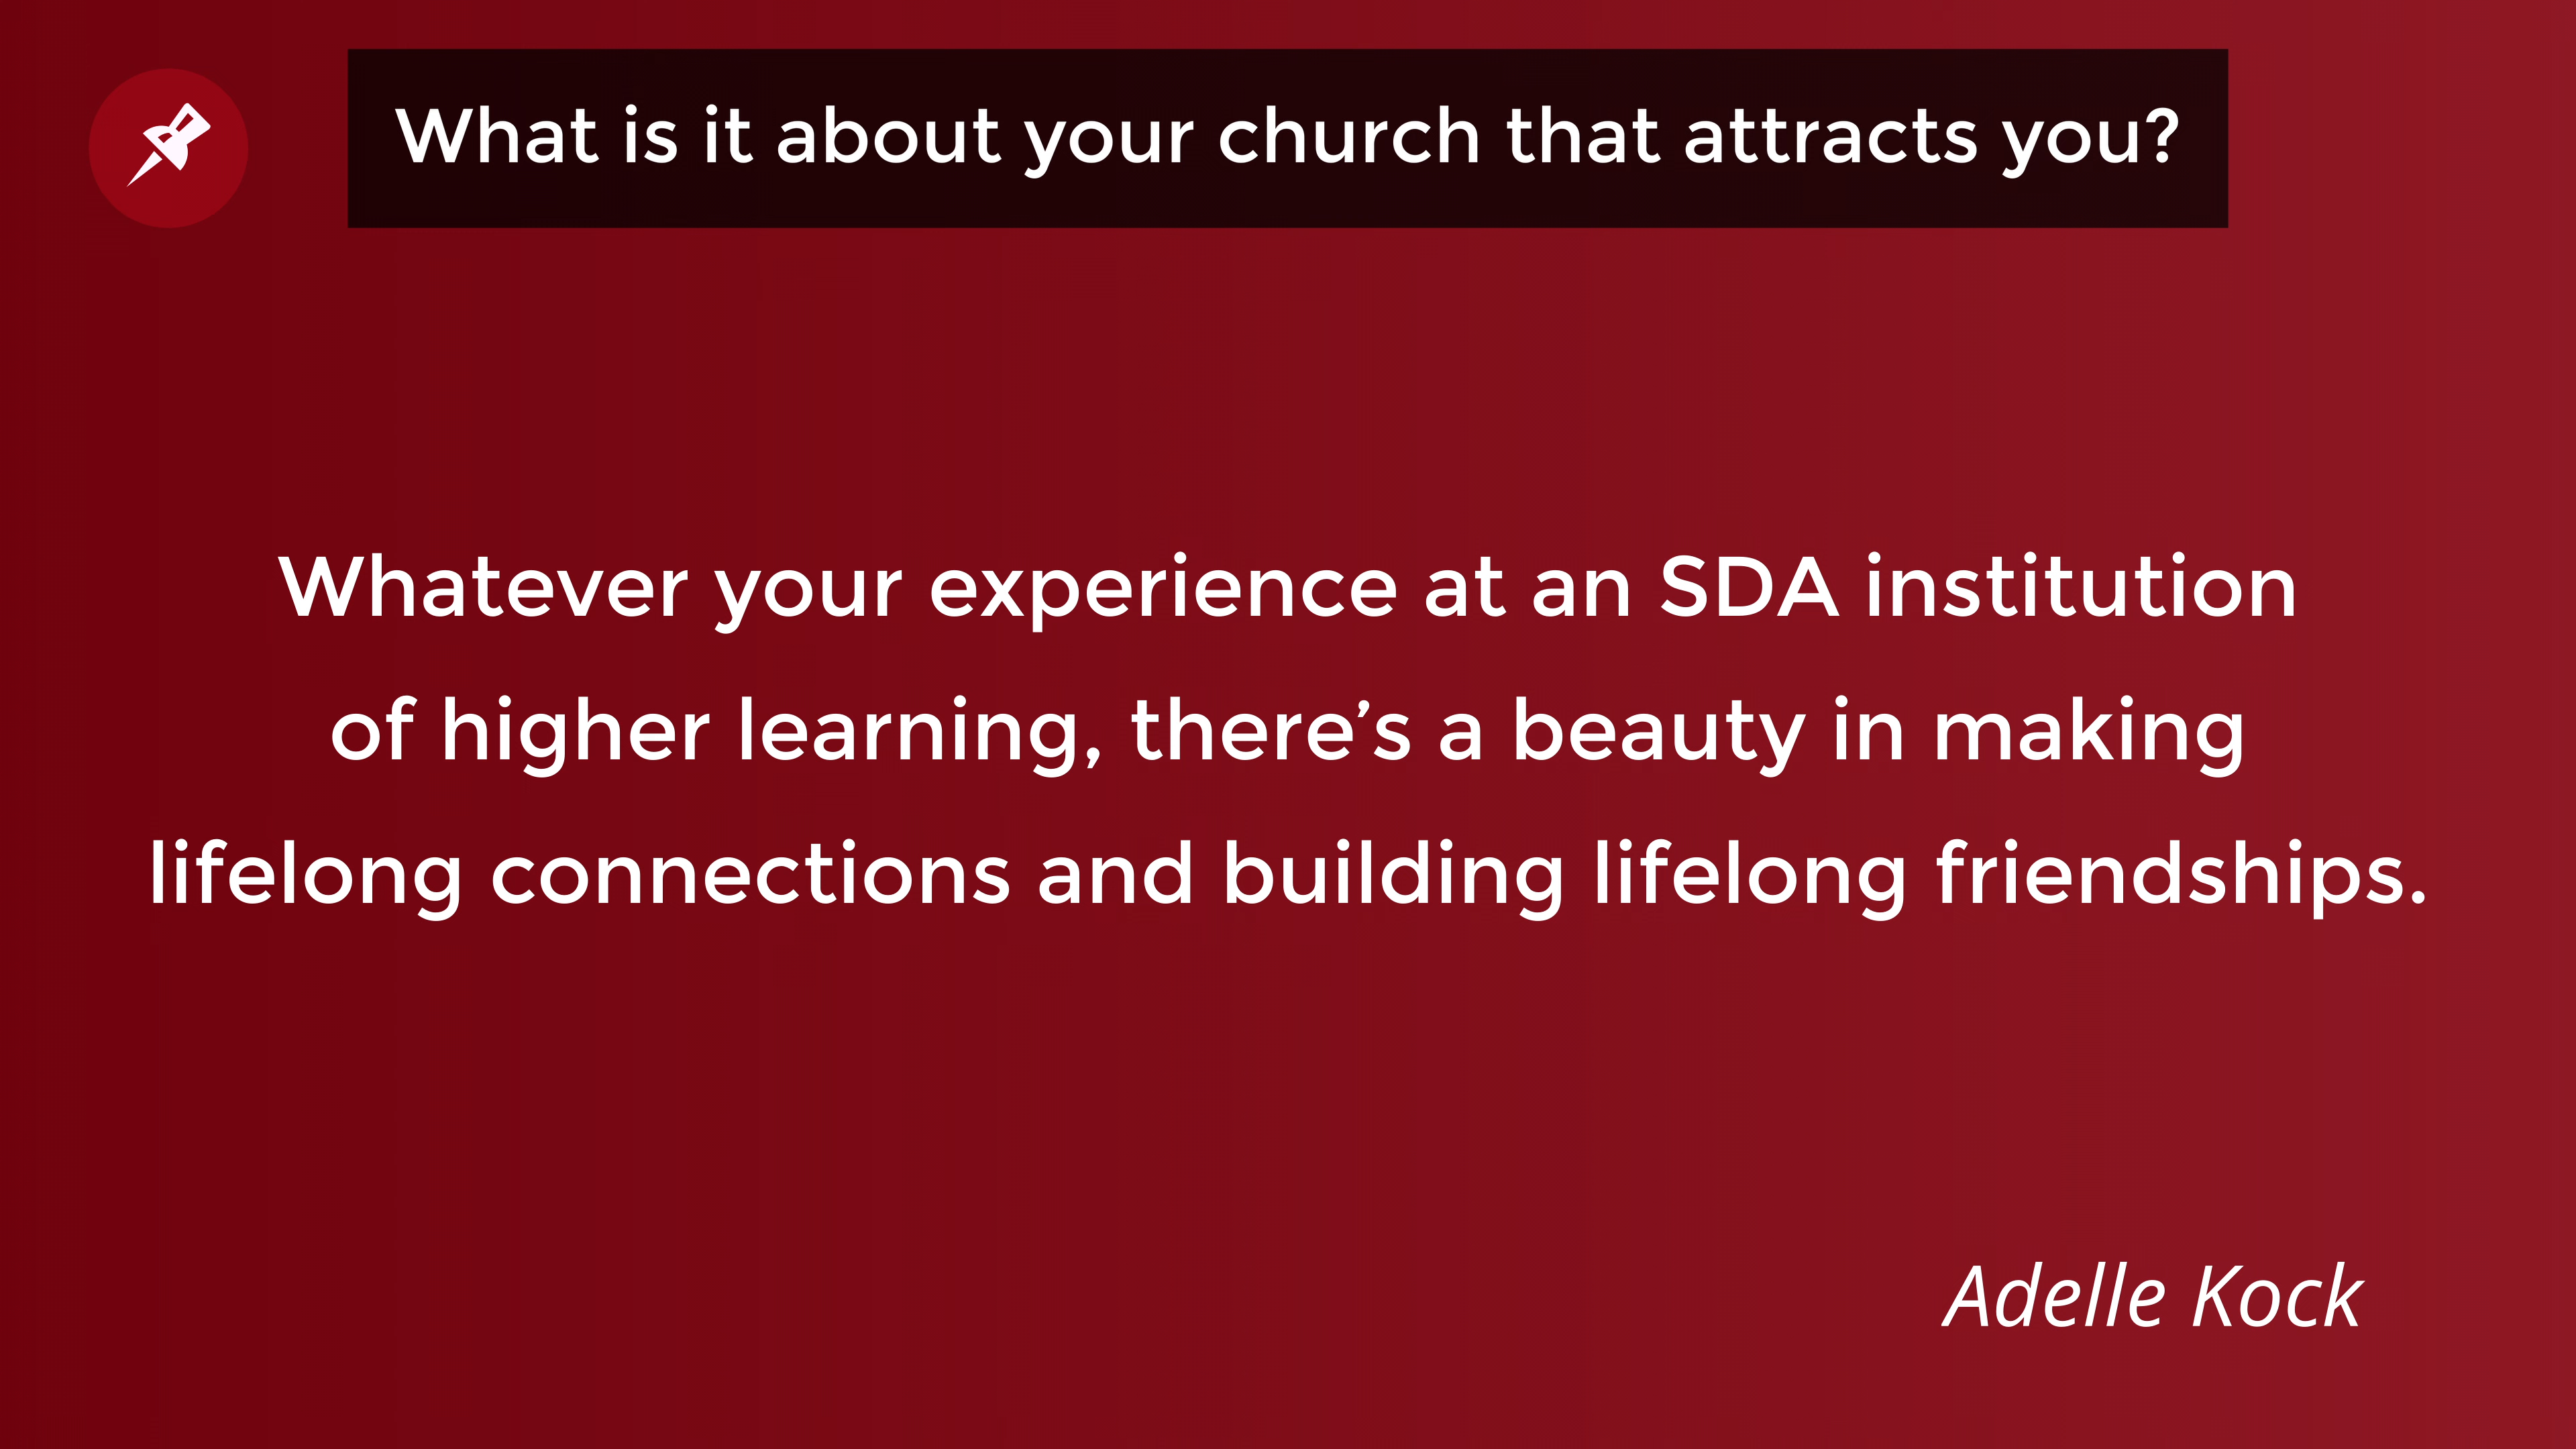 What is it about your church that attracts you?
Whatever your experience at an SDA institution
of higher learning, there’s a beauty in making
lifelong connections and building lifelong friendships.
Adelle Kock